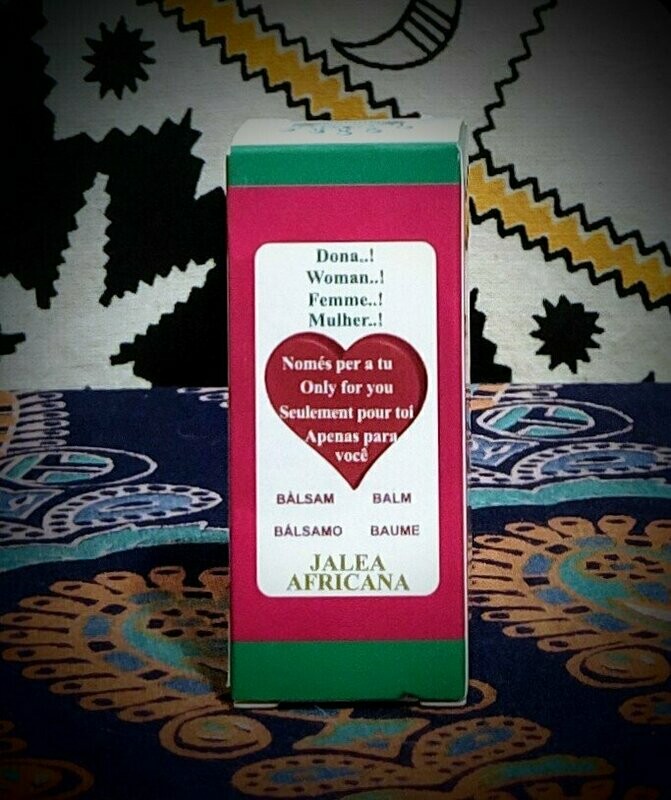 Dona..!
Woman..!
Femme..!
Mulher..!
Només per a tu
Only for you
Seulement pour toi
Apenas para
você
BÀLSAM BALM
BÁLSAMO BAUME
JALEA
AFRICANA